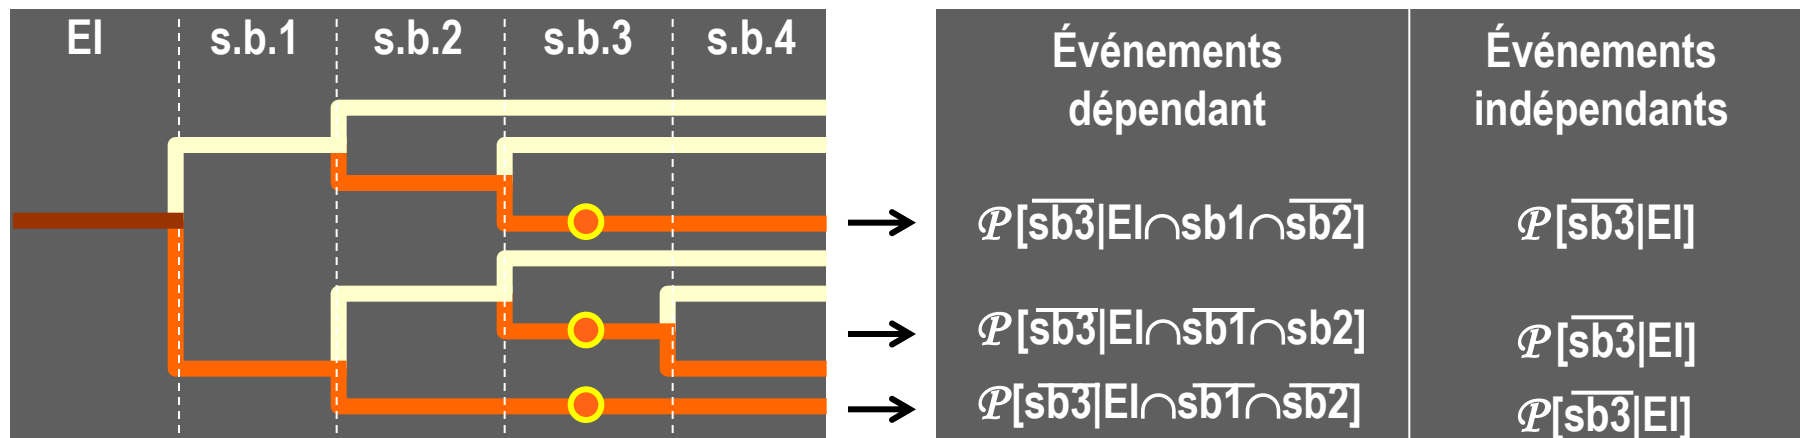 EI s.b.1 s.b.2 s.b.3 s.b.4
Événements
dépendant
Événements
indépendants
𝒫[s̅b̅3̅|EI∩sb1∩s̅b̅2̅]
𝒫[s̅b̅3̅|EI]
𝒫[s̅b̅3̅|EI∩s̅b̅1̅∩sb2]
𝒫[s̅b̅3̅|EI]
𝒫[s̅b̅3̅|EI∩s̅b̅1̅∩s̅b̅2̅]
𝒫[s̅b̅3̅|EI]